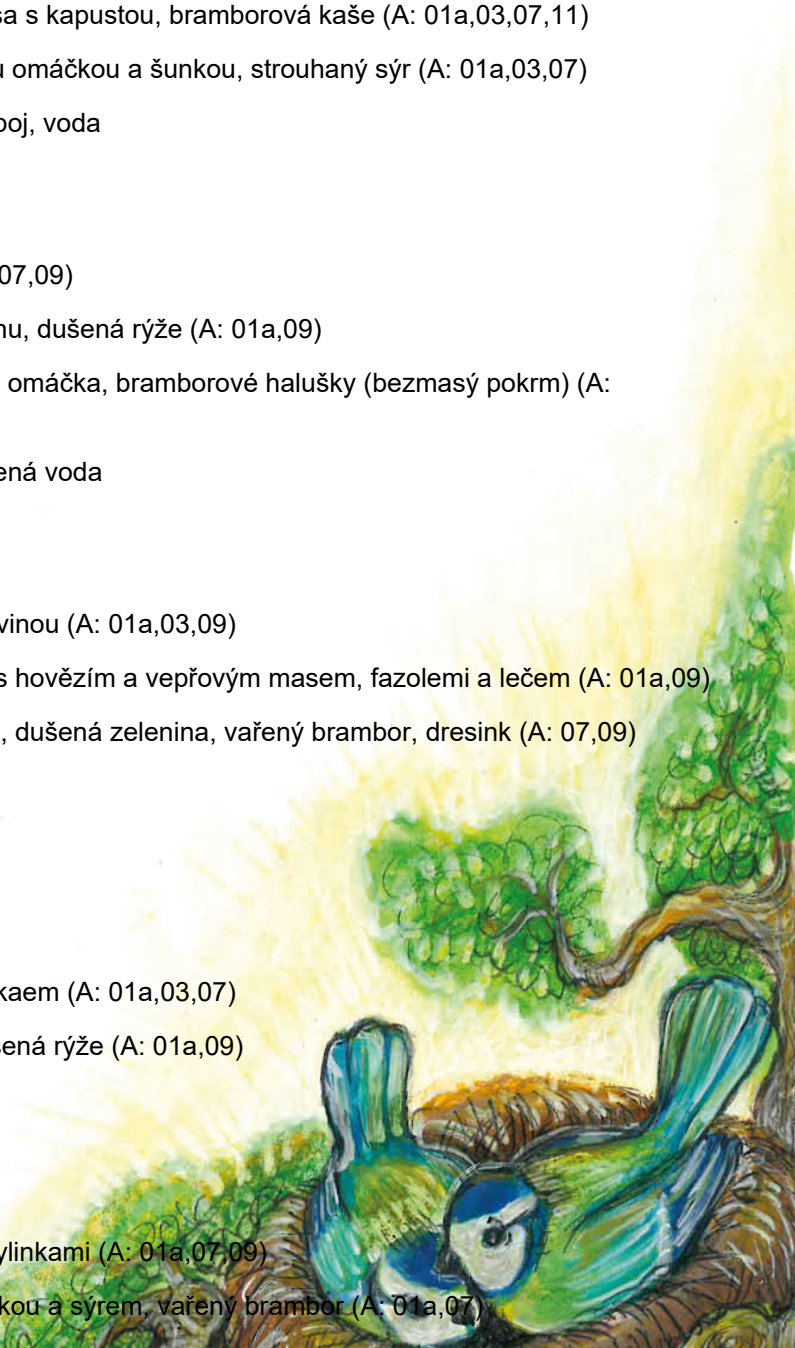 sa s kapustou, bramborová kaše (A: 01a,03,07,11)
u omáčkou a šunkou, strouhaný sýr (A: 01a,03,07)
poj, voda
07,09)
nu, dušená rýže (A: 01a,09)
omáčka, bramborové halušky (bezmasý pokrm) (A:
ená voda
vinou (A: 01a,03,09)
s hovězím a vepřovým masem, fazolemi a lečem (A: 01a,09)
, dušená zelenina, vařený brambor, dresink (A: 07,09)
kaem (A: 01a,03,07)
šená rýže (A: 01a,09)
ylinkami (A: 01a,07,09)
kou a sýrem, vařený brambor (A: 01a,07)